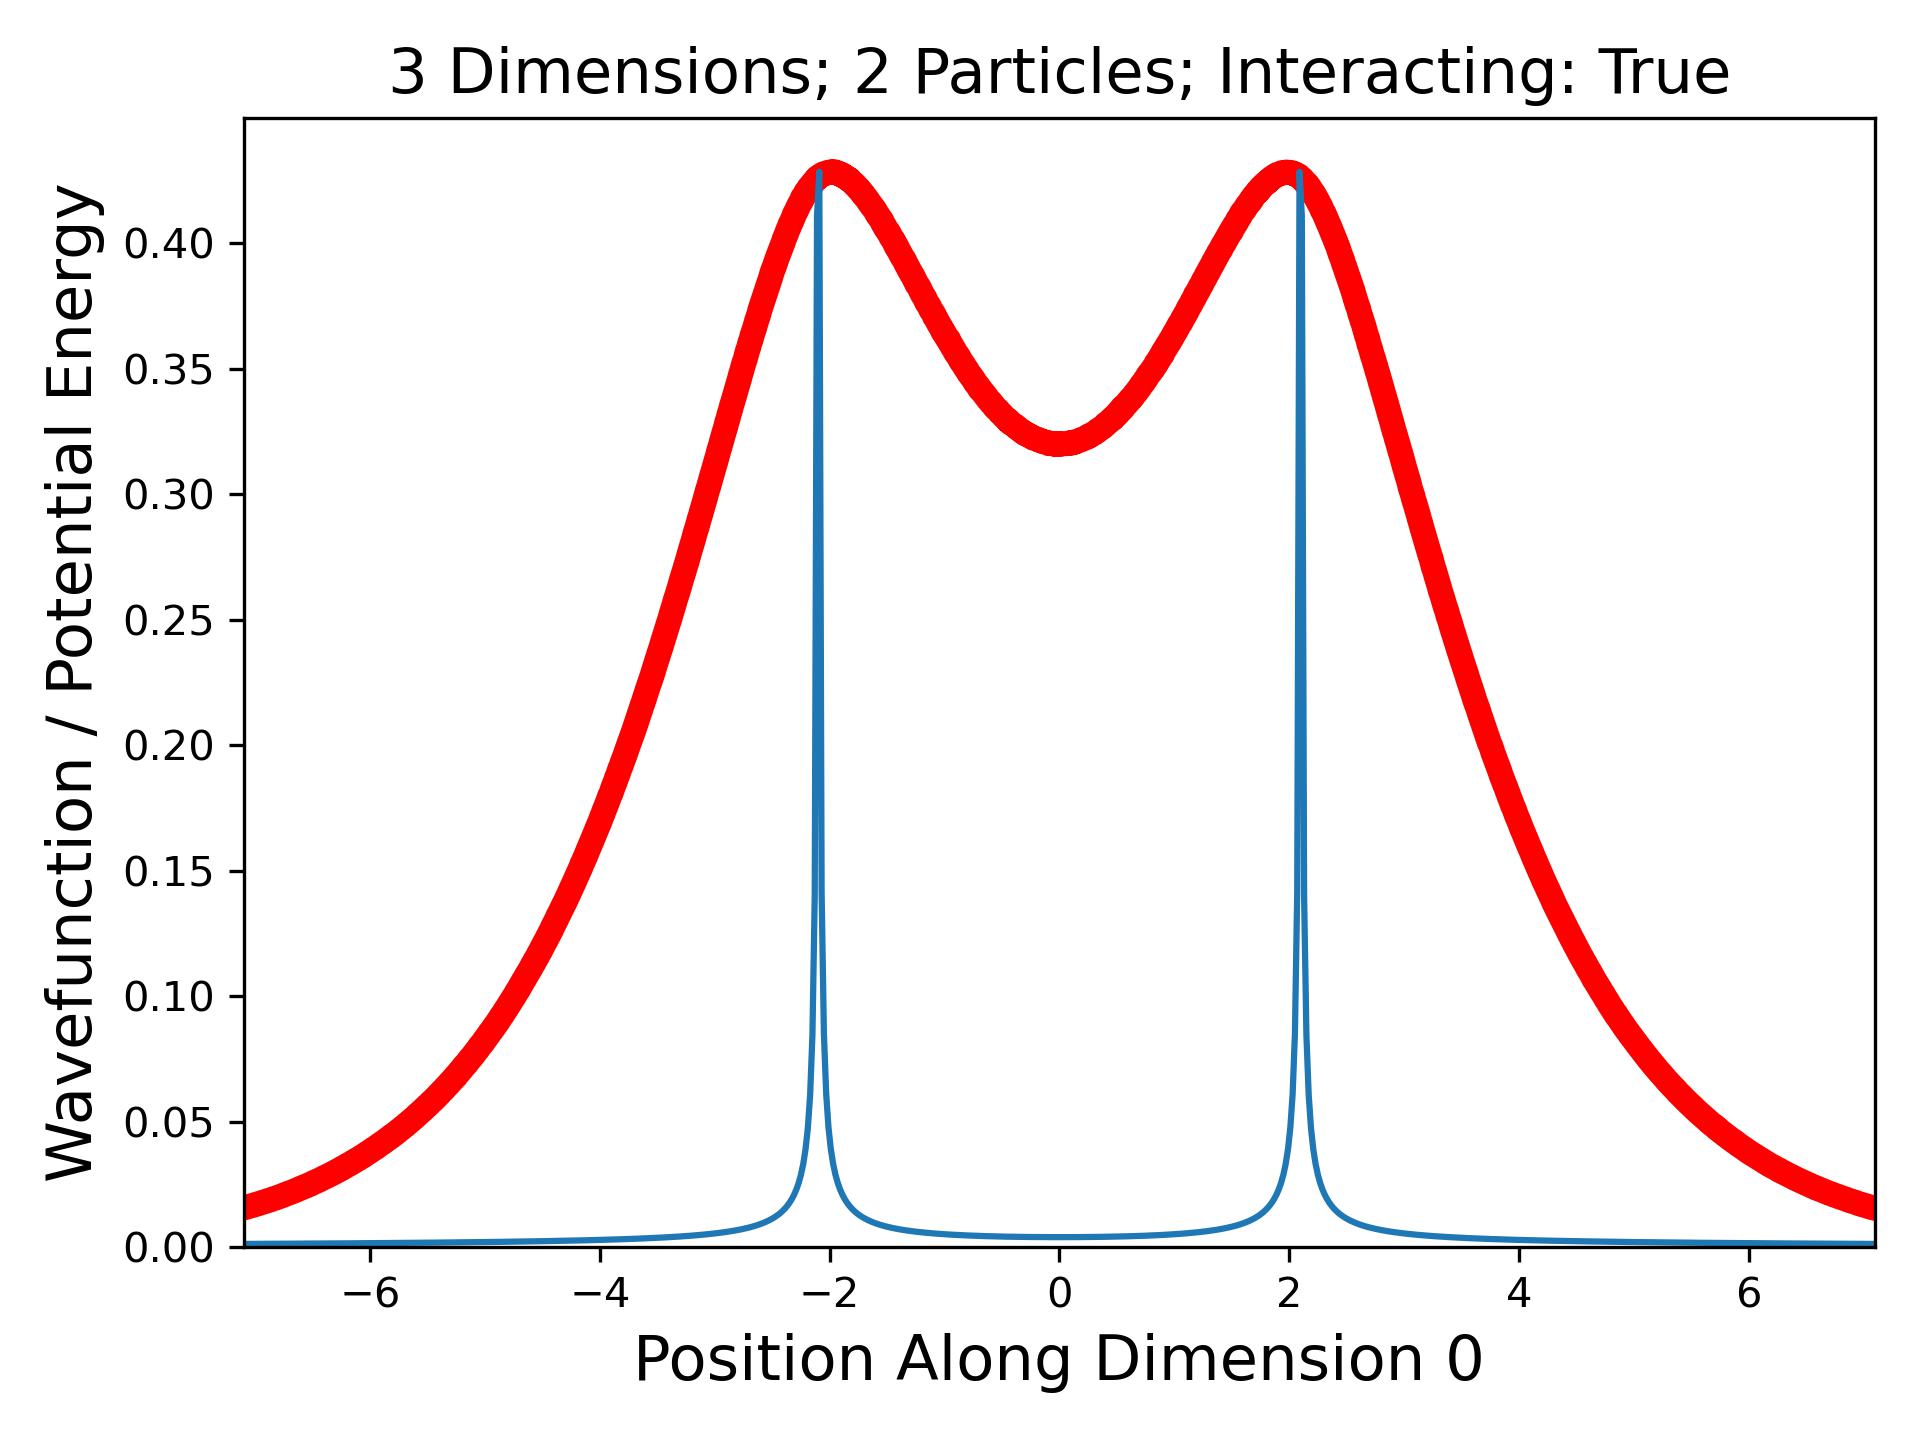 3 Dimensions; 2 Particles; Interacting: True
Wavefunction / Potential Energy
0.40
0.35
0.30
0.25
0.20
0.15
0.10
0.05
0.00
−6 −4 −2 0 2 4 6
Position Along Dimension 0